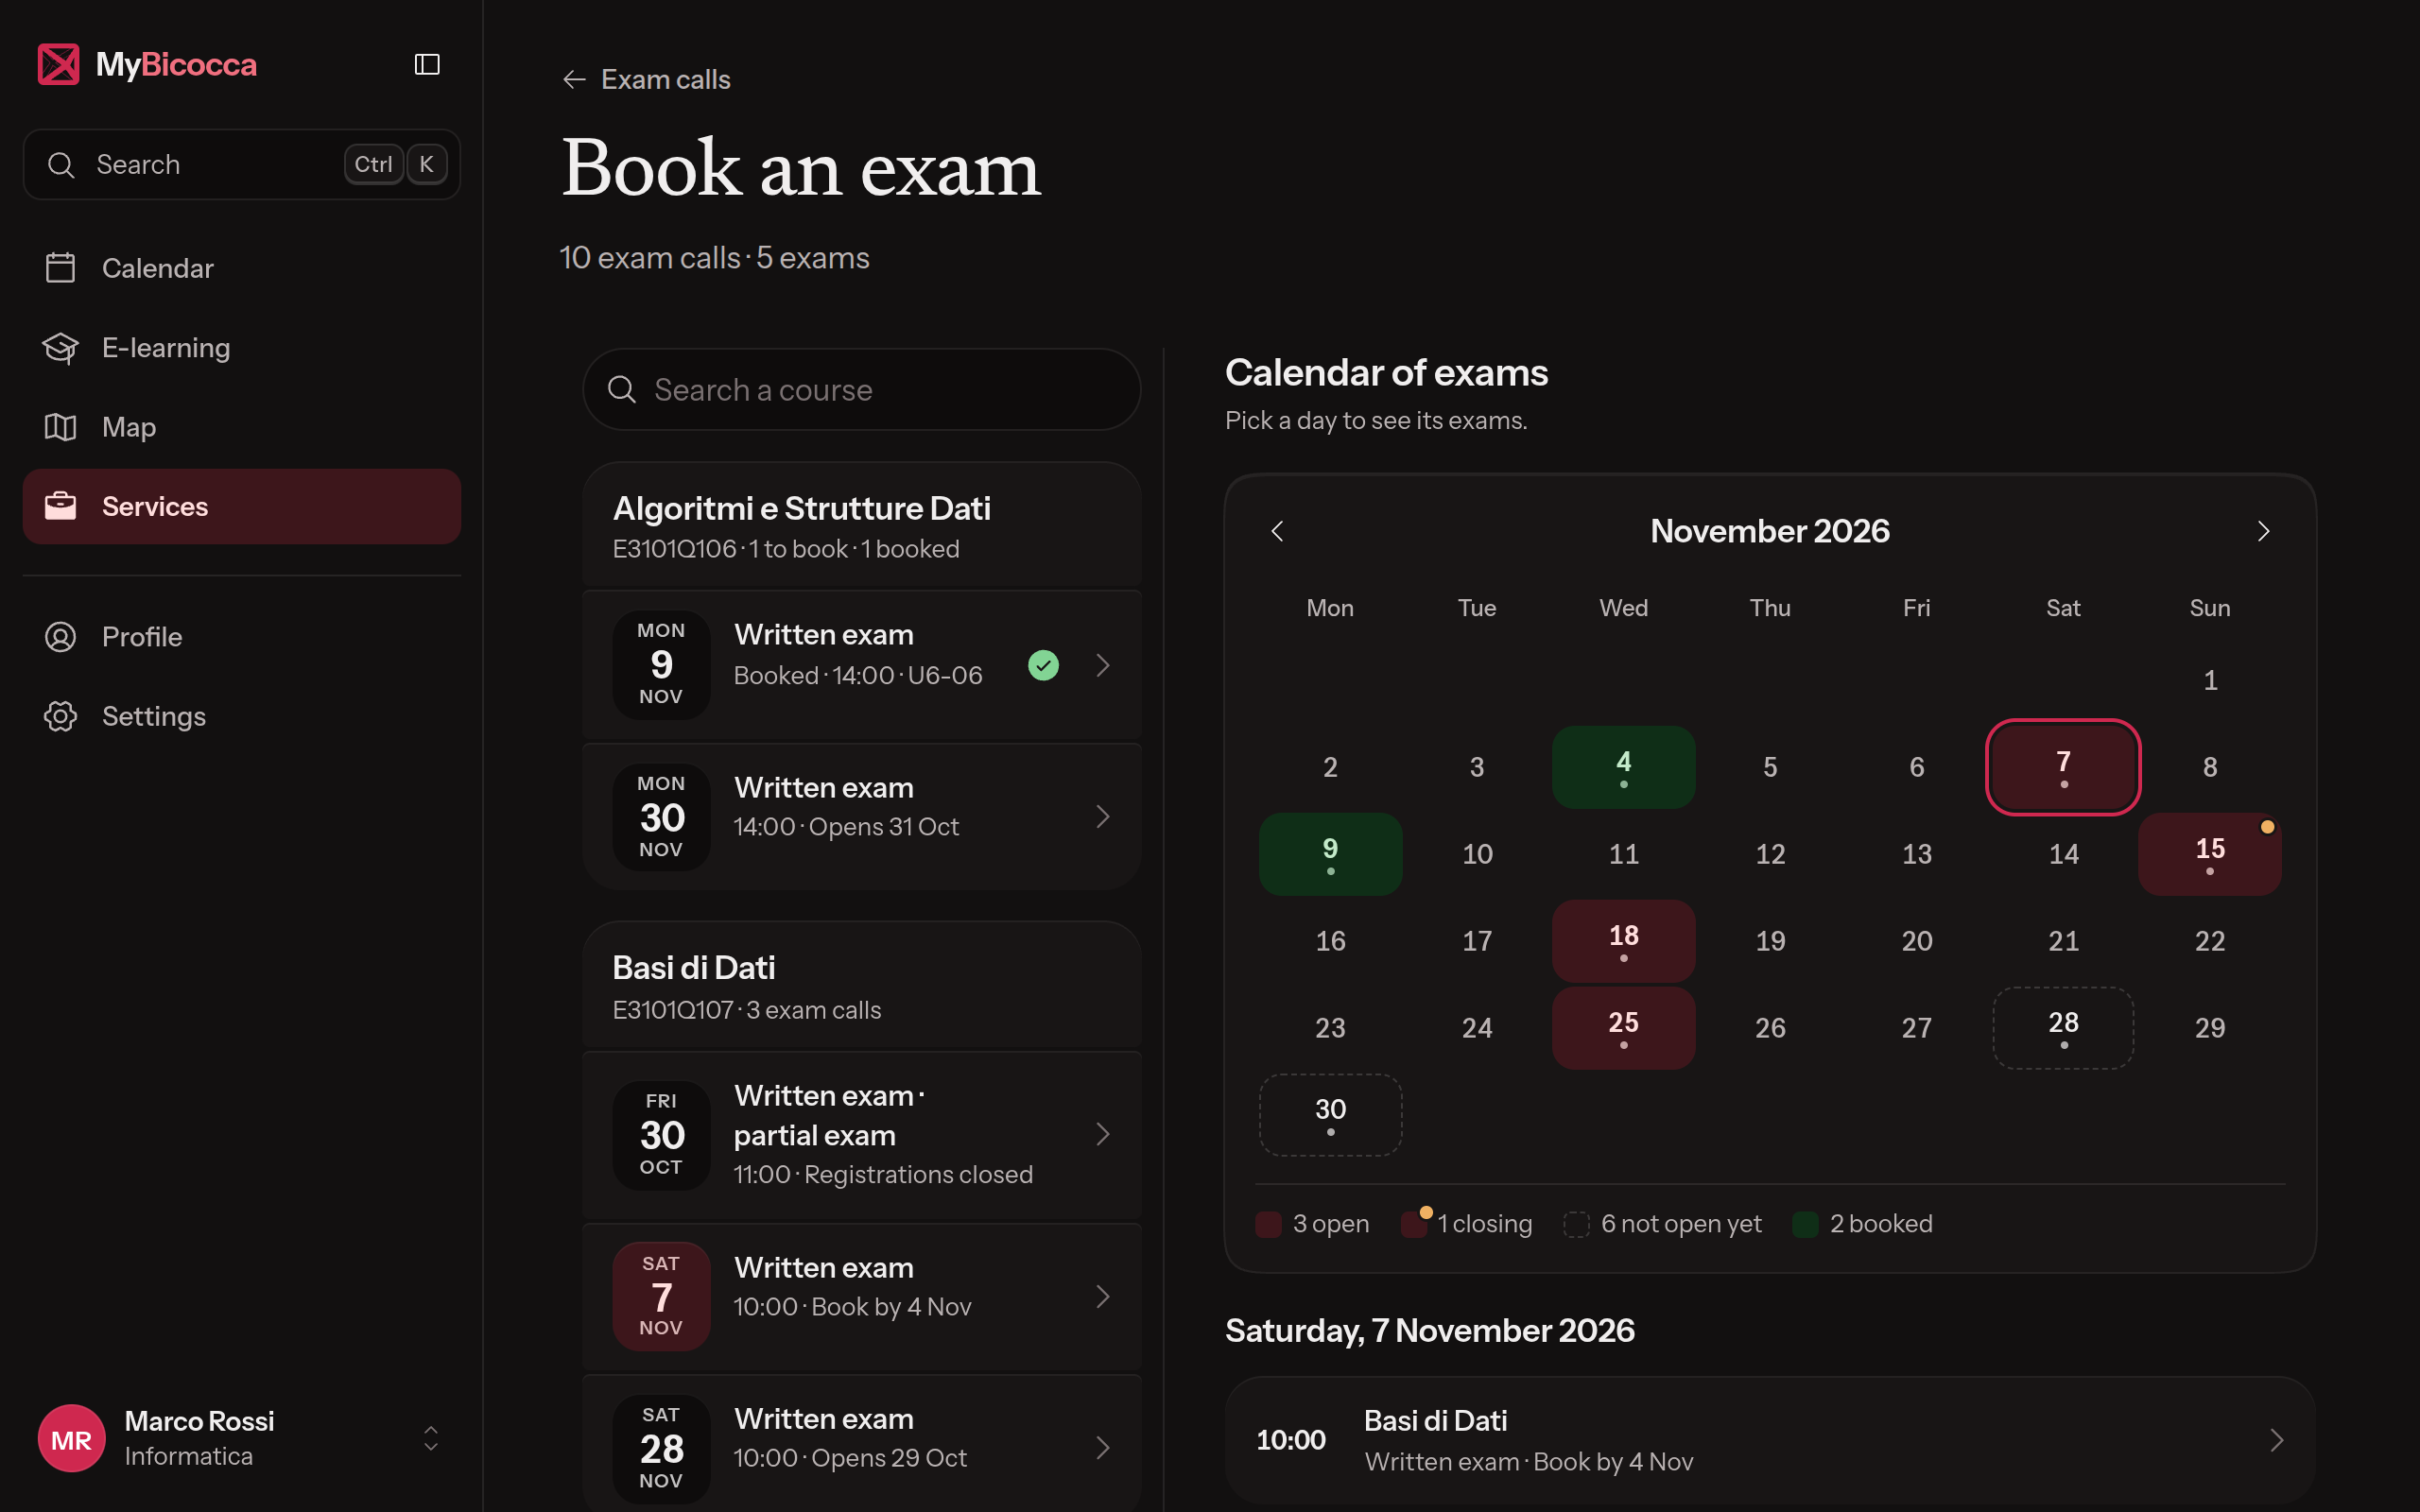 MyBicocca
Search Ctrl K
Calendar
E-learning
Map
Services
Profile
Settings
MR
Marco Rossi
Informatica
Exam calls
Book an exam
10 exam calls · 5 exams
Search a course
Algoritmi e Strutture Dati
E3101Q106 · 1 to book · 1 booked
MON
9
NOV
Written exam
Booked · 14:00 · U6-06
MON
30
NOV
Written exam
14:00 · Opens 31 Oct
Basi di Dati
E3101Q107 · 3 exam calls
FRI
30
OCT
Written exam ·
partial exam
11:00 · Registrations closed
SAT
7
NOV
Written exam
10:00 · Book by 4 Nov
SAT
28
NOV
Written exam
10:00 · Opens 29 Oct
Calendar of exams
Pick a day to see its exams.
November 2026
Mon Tue Wed Thu Fri Sat Sun
1
2 3 4 5 6 7 8
9 10 11 12 13 14 15
16 17 18 19 20 21 22
23 24 25 26 27 28 29
30
3 open 1 closing 6 not open yet 2 booked
Saturday, 7 November 2026
10:00
Basi di Dati
Written exam · Book by 4 Nov